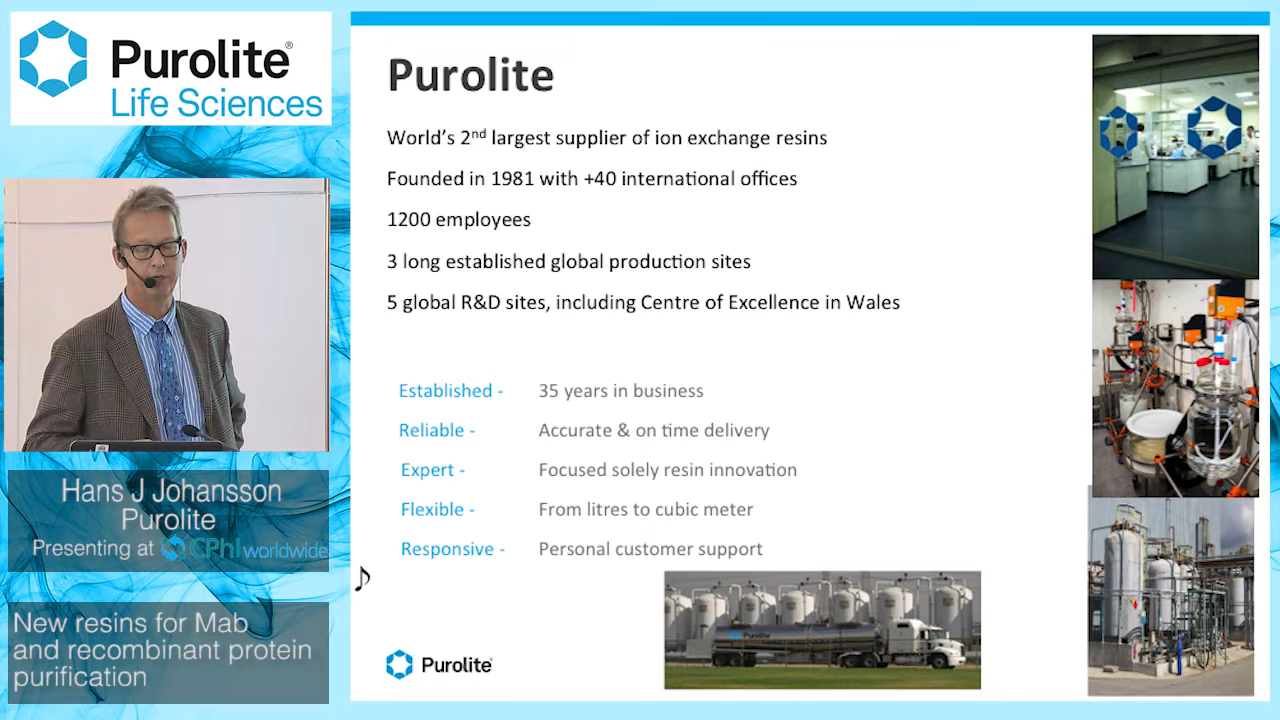 Purolite®
Life Sciences
Hans J Johansson
Purolite
Presenting at CPhI worldwide
New resins for Mab
and recombinant protein
purification
Purolite
World's 2nd largest supplier of ion exchange resins
Founded in 1981 with +40 international offices
1200 employees
3 long established global production sites
5 global R&D sites, including Centre of Excellence in Wales
Established - 35 years in business
Reliable - Accurate & on time delivery
Expert - Focused solely resin innovation
Flexible - From litres to cubic meter
Responsive - Personal customer support
Purolite
Purolite